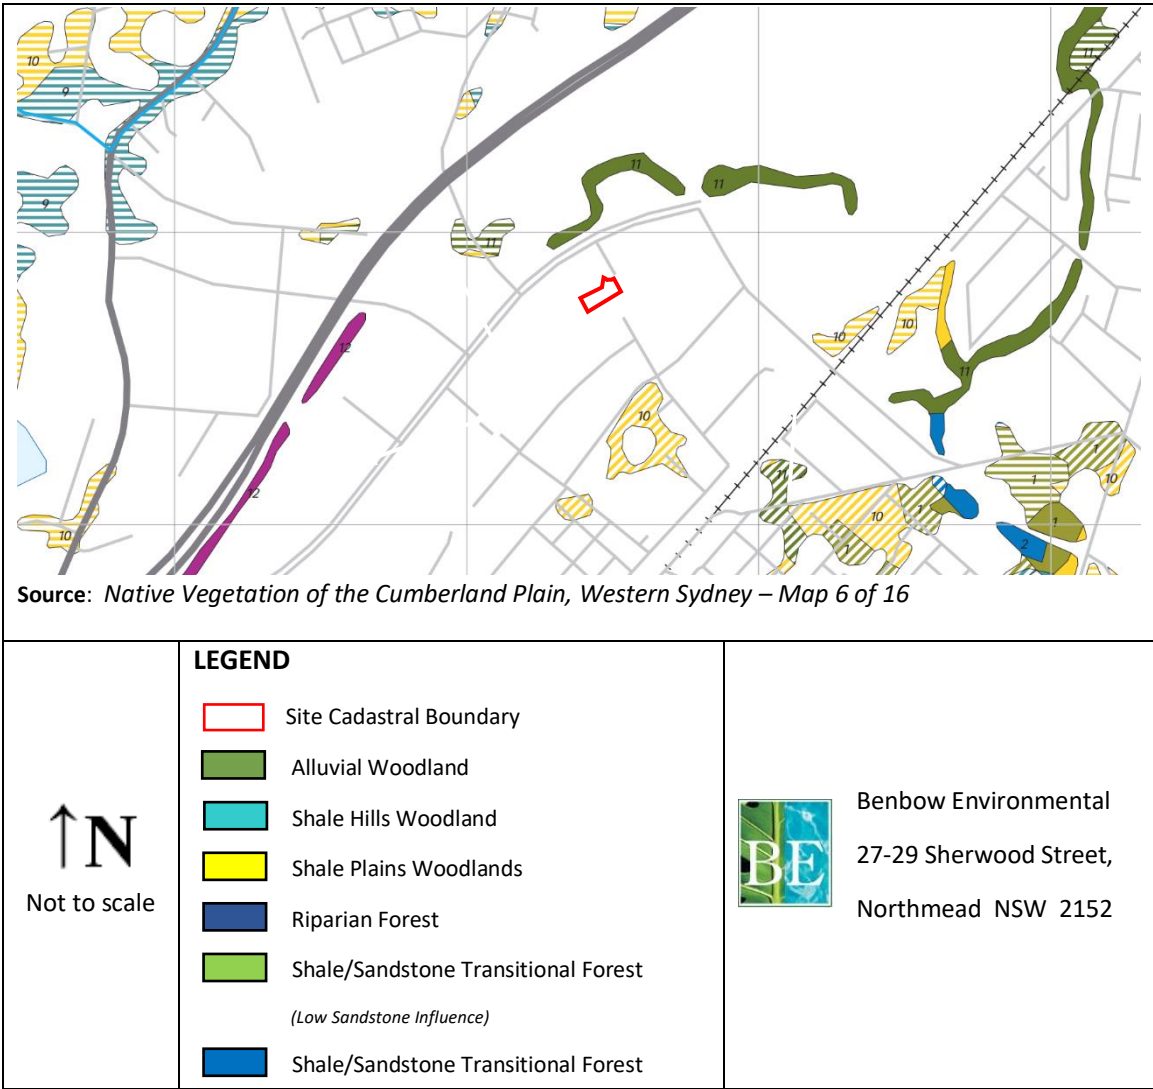 10
9
11
11
11
9
11
12
10
10
11
10
12
10
11
1
10
1
10
1
1
1
2
Source: Native Vegetation of the Cumberland Plain, Western Sydney – Map 6 of 16
↑N
Not to scale
LEGEND
Site Cadastral Boundary
Alluvial Woodland
Shale Hills Woodland
Shale Plains Woodlands
Riparian Forest
Shale/Sandstone Transitional Forest
(Low Sandstone Influence)
Shale/Sandstone Transitional Forest
BE
Benbow Environmental
27-29 Sherwood Street,
Northmead NSW 2152